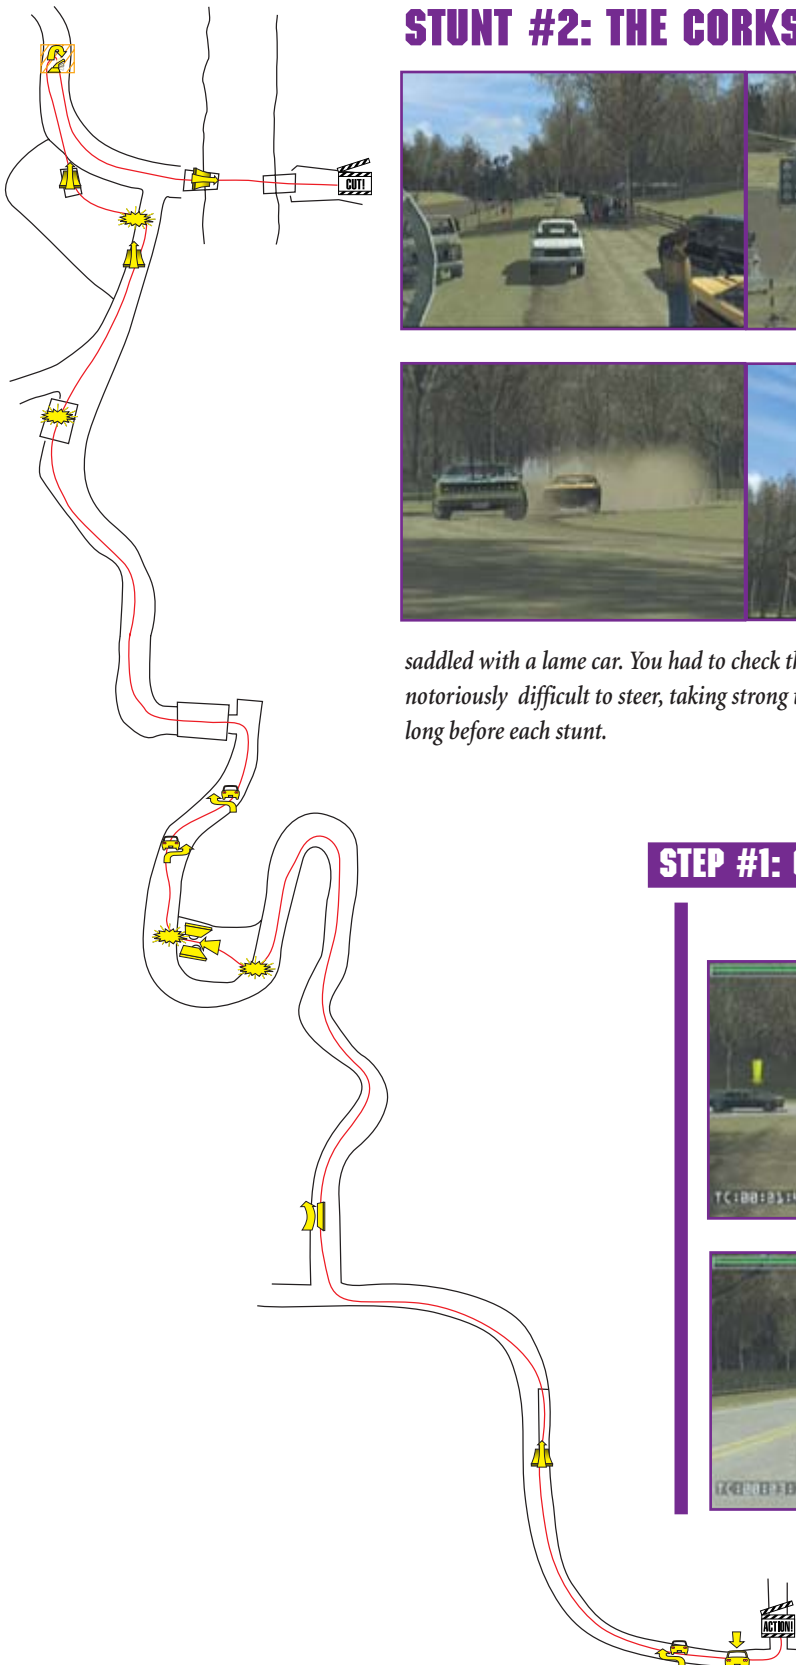 STUNT #2: THE CORKS
CUT!
saddled with a lame car. You had to check th
notoriously difficult to steer, taking strong t
long before each stunt.
STEP #1:
ACTION!